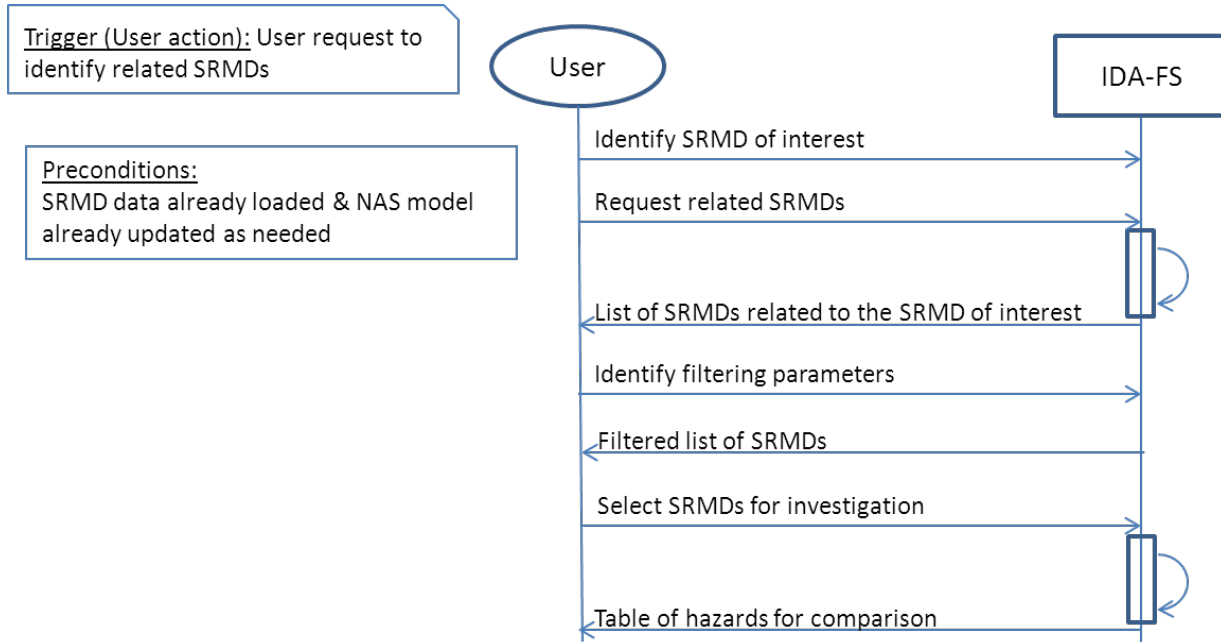 Trigger (User action): User request to
identify related SRMDs
User
IDA-FS
Preconditions:
SRMD data already loaded & NAS model
already updated as needed
Identify SRMD of interest
Request related SRMDs
List of SRMDs related to the SRMD of interest
Identify filtering parameters
Filtered list of SRMDs
Select SRMDs for investigation
Table of hazards for comparison